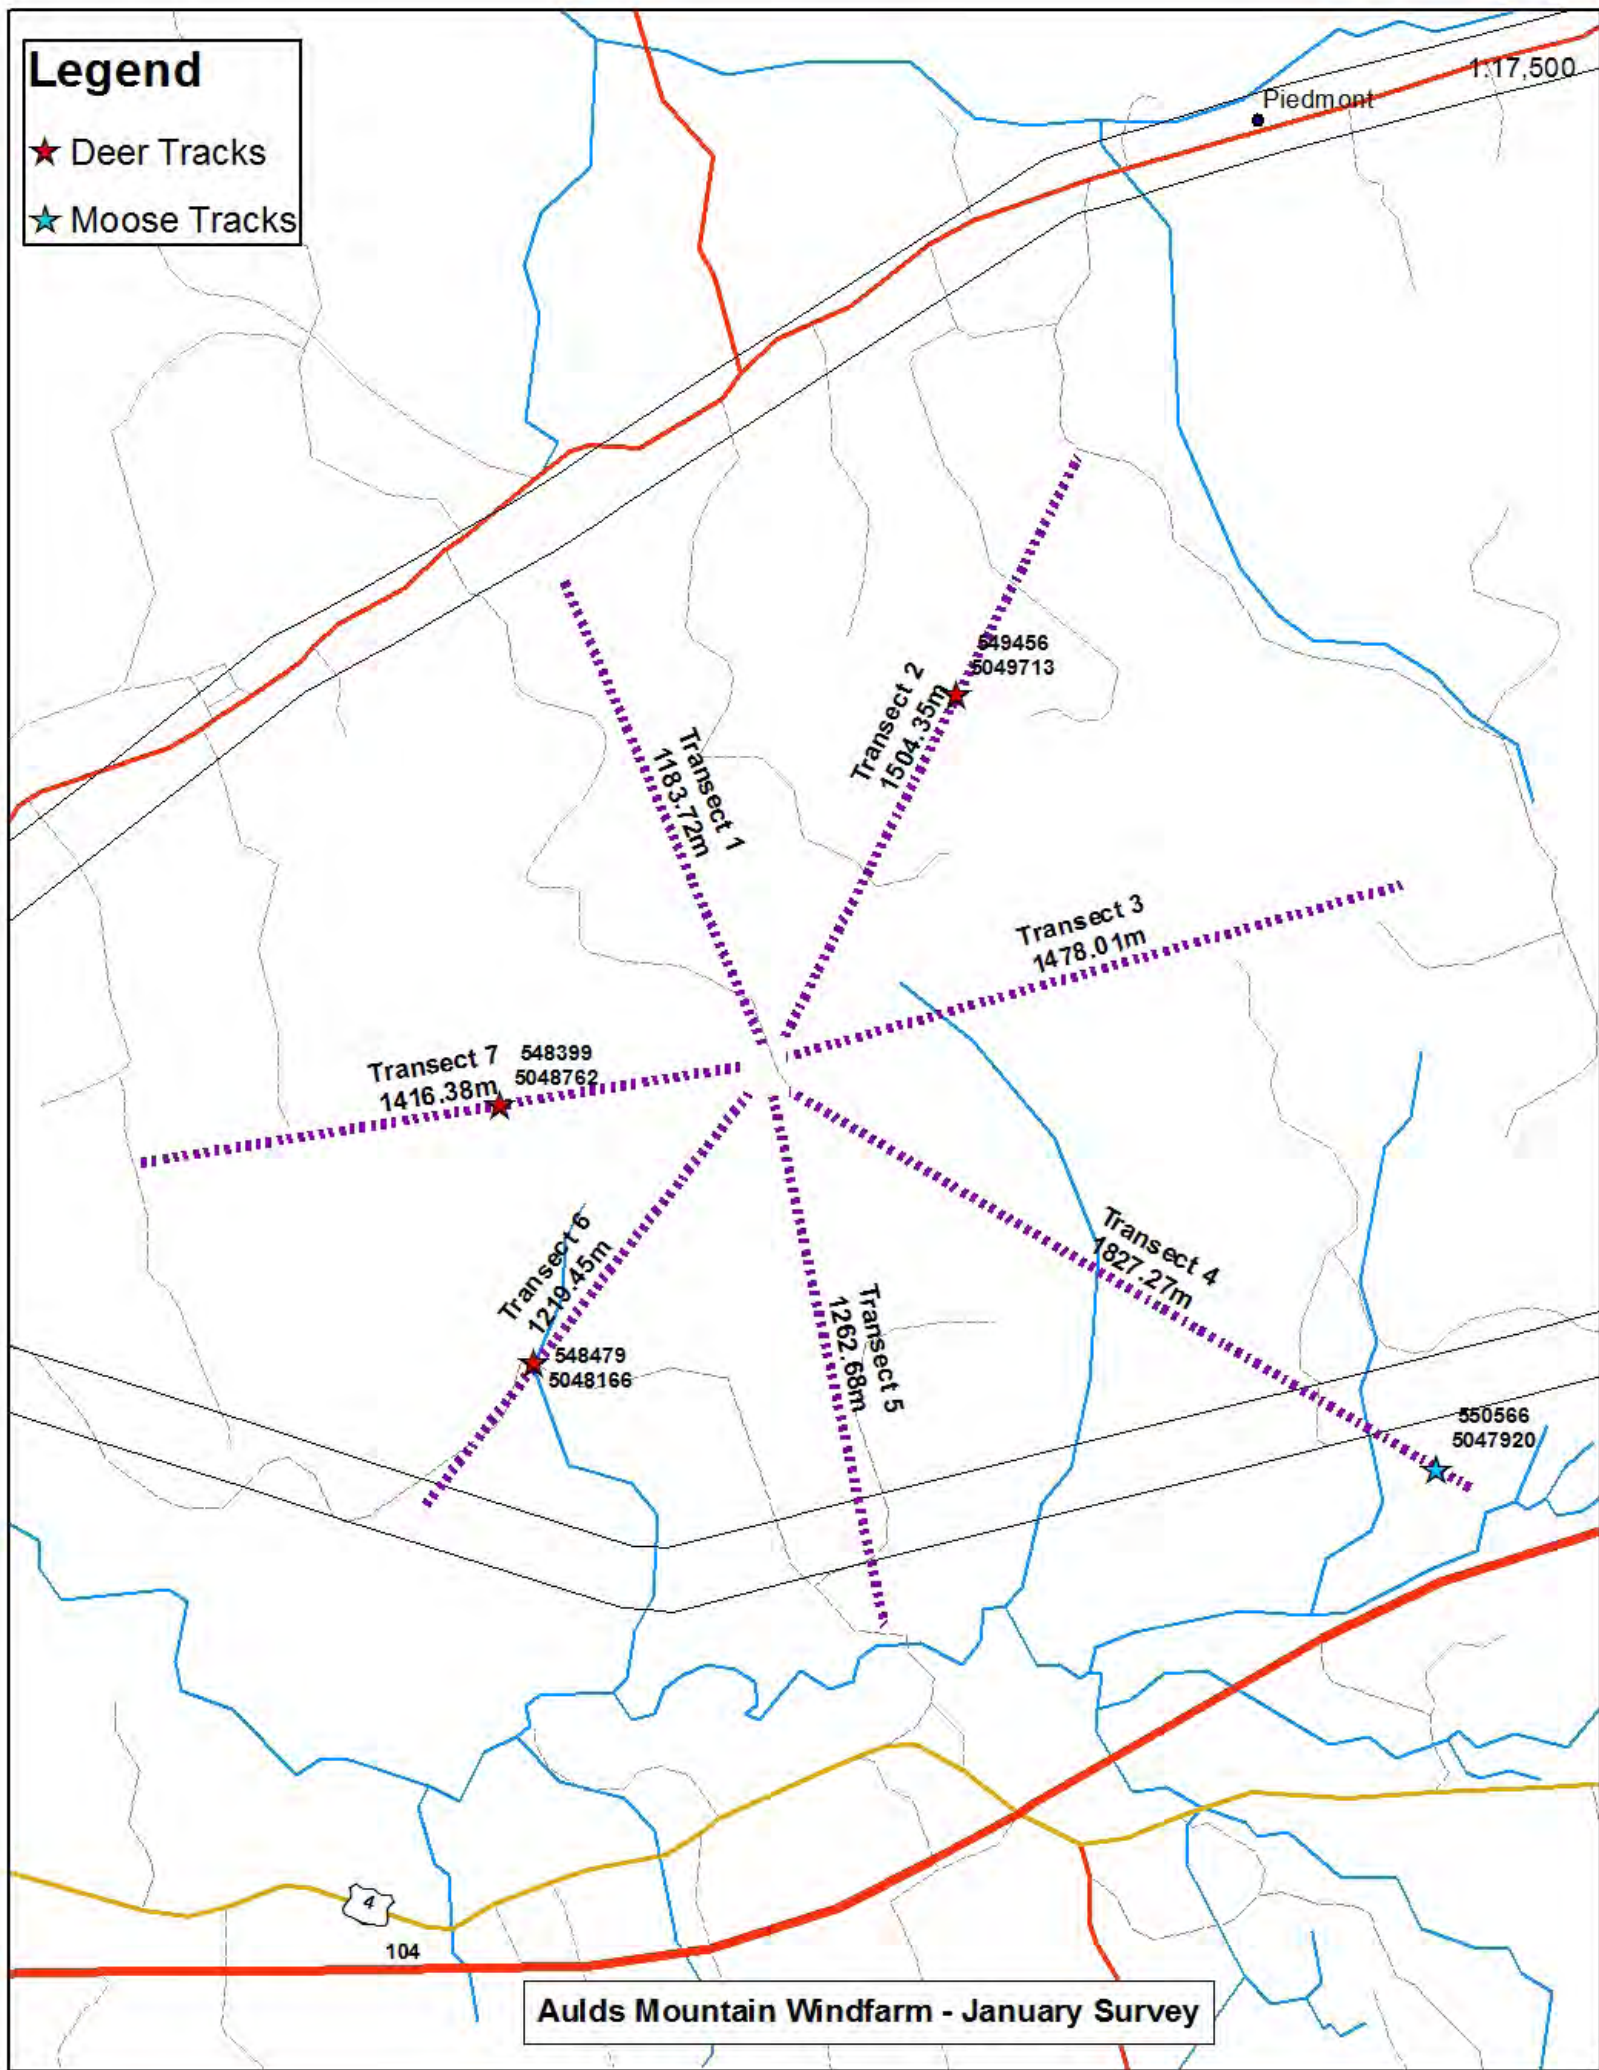 Legend
Deer Tracks
Moose Tracks
1:17,500
Piedmont
549456
5049713
Transect 2
1504.35m
Transect 1
1183.72m
Transect 3
1478.01m
Transect 7
1416.38m
548399
5048762
Transect 6
1219.45m
548479
5048166
Transect 5
1262.68m
Transect 4
1827.27m
550566
5047920
4
104
Aulds Mountain Windfarm - January Survey